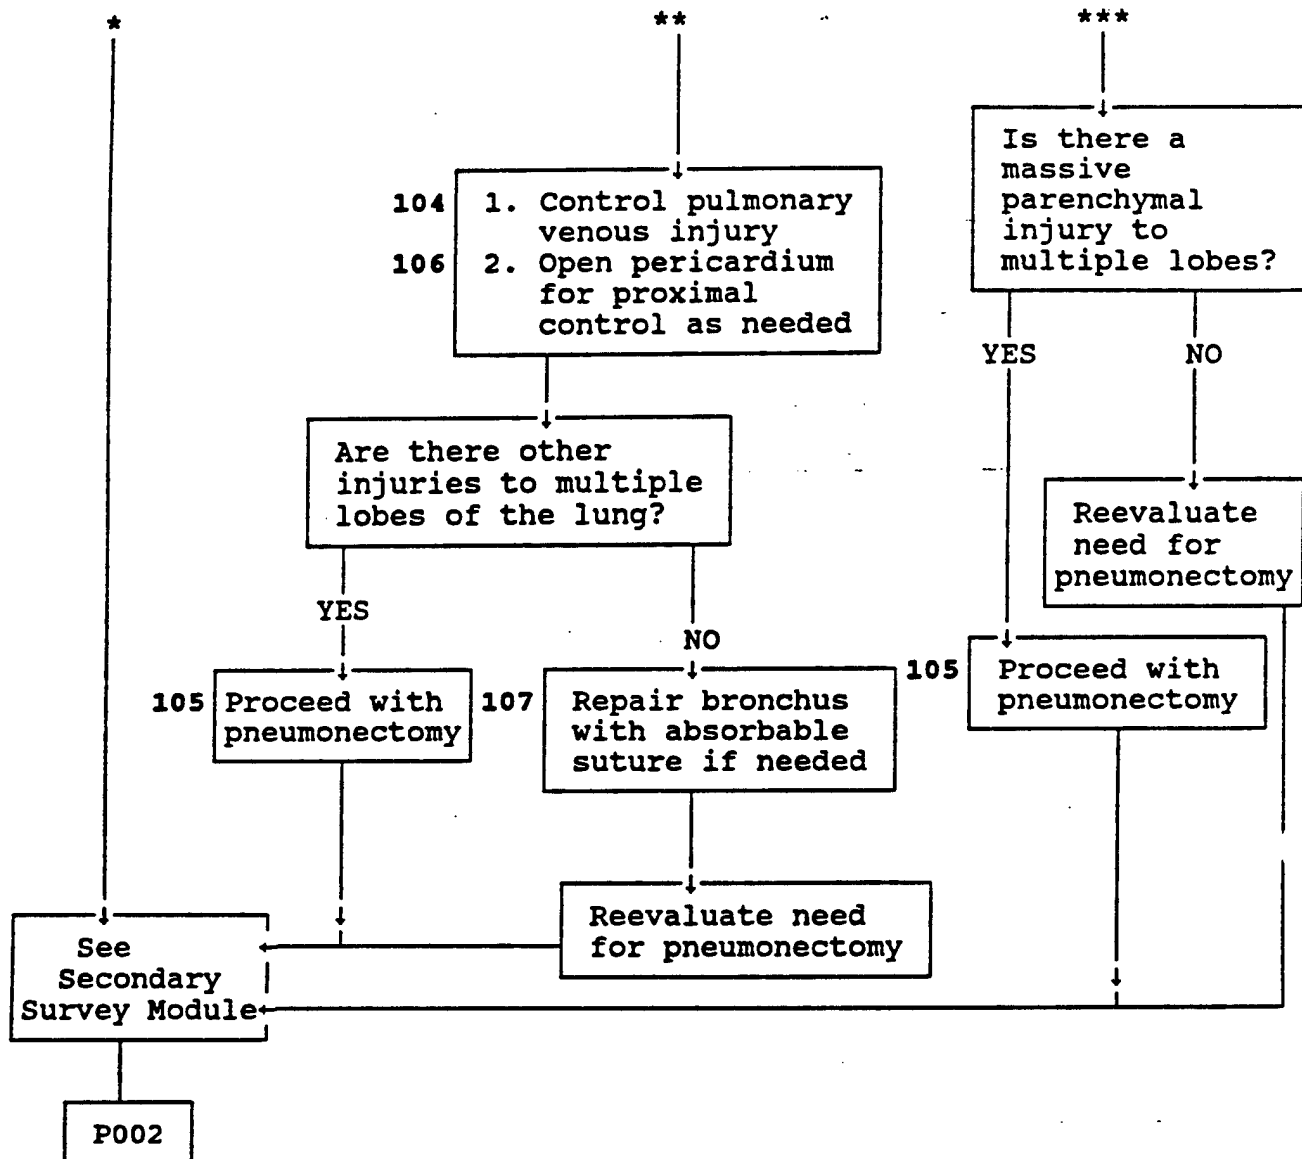 *
**
***
Is there a
massive
parenchymal
injury to
multiple lobes?
104 1. Control pulmonary
venous injury
106 2. Open pericardium
for proximal
control as needed
YES NO
Are there other
injuries to multiple
lobes of the lung?
Reevaluate
need for
pneumonectomy
YES
NO
105 Proceed with
pneumonectomy
107 Repair bronchus
with absorbable
suture if needed
105 Proceed with
pneumonectomy
Reevaluate need
for pneumonectomy
See
Secondary
Survey Module
P002